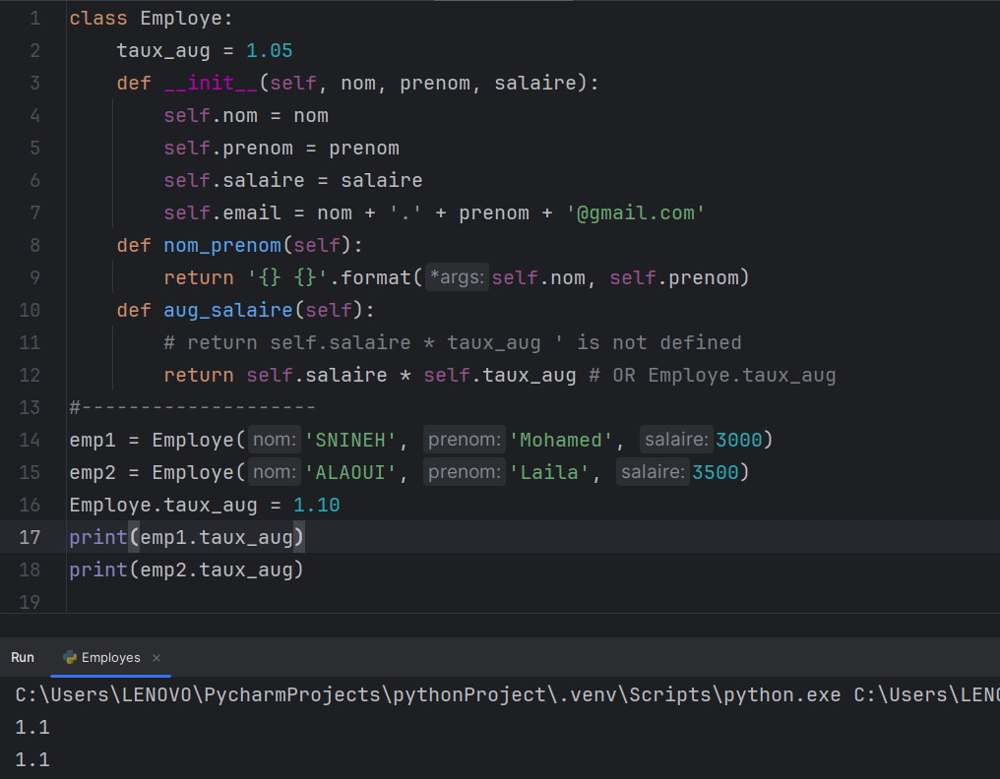 1 class Employe:
2     taux_aug = 1.05
3     def __init__(self, nom, prenom, salaire):
4         self.nom = nom
5         self.prenom = prenom
6         self.salaire = salaire
7         self.email = nom + '.' + prenom + '@gmail.com'
8     def nom_prenom(self):
9         return '{} {}'.format( *args: self.nom, self.prenom)
10     def aug_salaire(self):
11         # return self.salaire * taux_aug ' is not defined
12         return self.salaire * self.taux_aug # OR Employe.taux_aug
13 #--------------------
14 emp1 = Employe( nom: 'SNINEH', prenom: 'Mohamed', salaire: 3000)
15 emp2 = Employe( nom: 'ALAOUI', prenom: 'Laila', salaire: 3500)
16 Employe.taux_aug = 1.10
17 print(emp1.taux_aug)
18 print(emp2.taux_aug)
19
Run Employes ×
C:\Users\LENOVO\PycharmProjects\pythonProject\.venv\Scripts\python.exe C:\Users\LENO
1.1
1.1